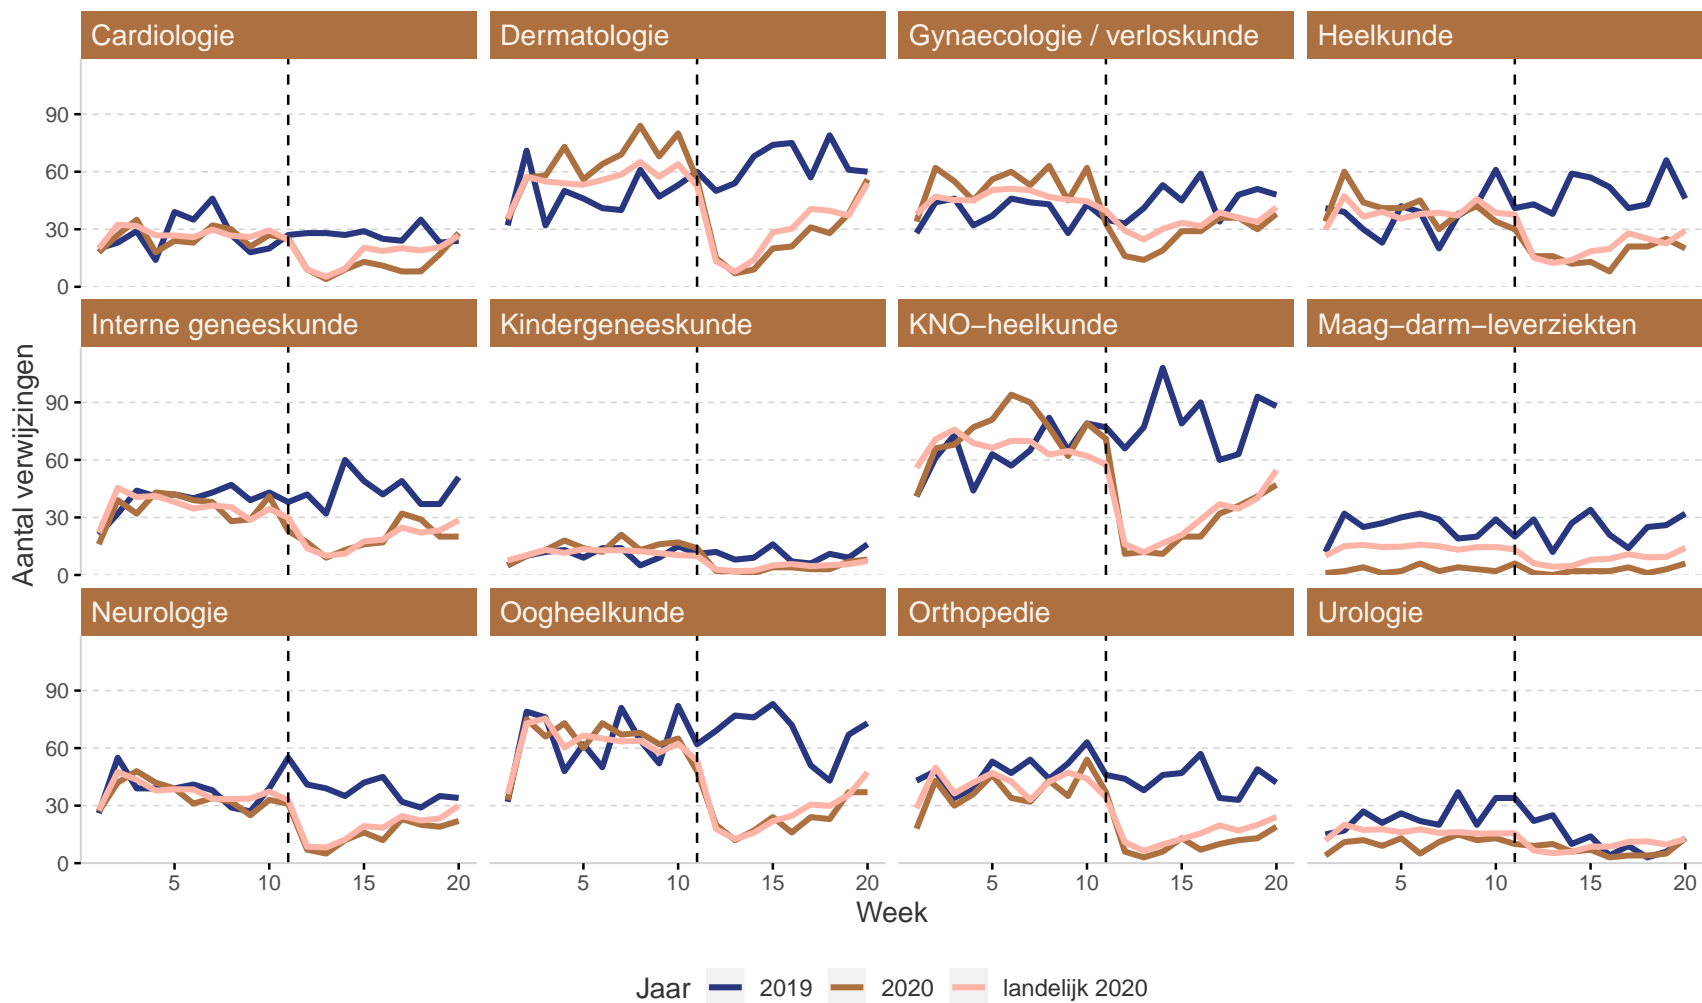 Cardiologie
Dermatologie
Gynaecologie / verloskunde
Heelkunde
90
60
30
0
Interne geneeskunde
Kindergeneeskunde
KNO−heelkunde
Maag−darm−leverziekten
90
60
30
0
Neurologie
Oogheelkunde
Orthopedie
Urologie
90
60
30
0
5 10 15 20
5 10 15 20
5 10 15 20
5 10 15 20
Aantal verwijzingen
Week
Jaar 2019 2020 landelijk 2020